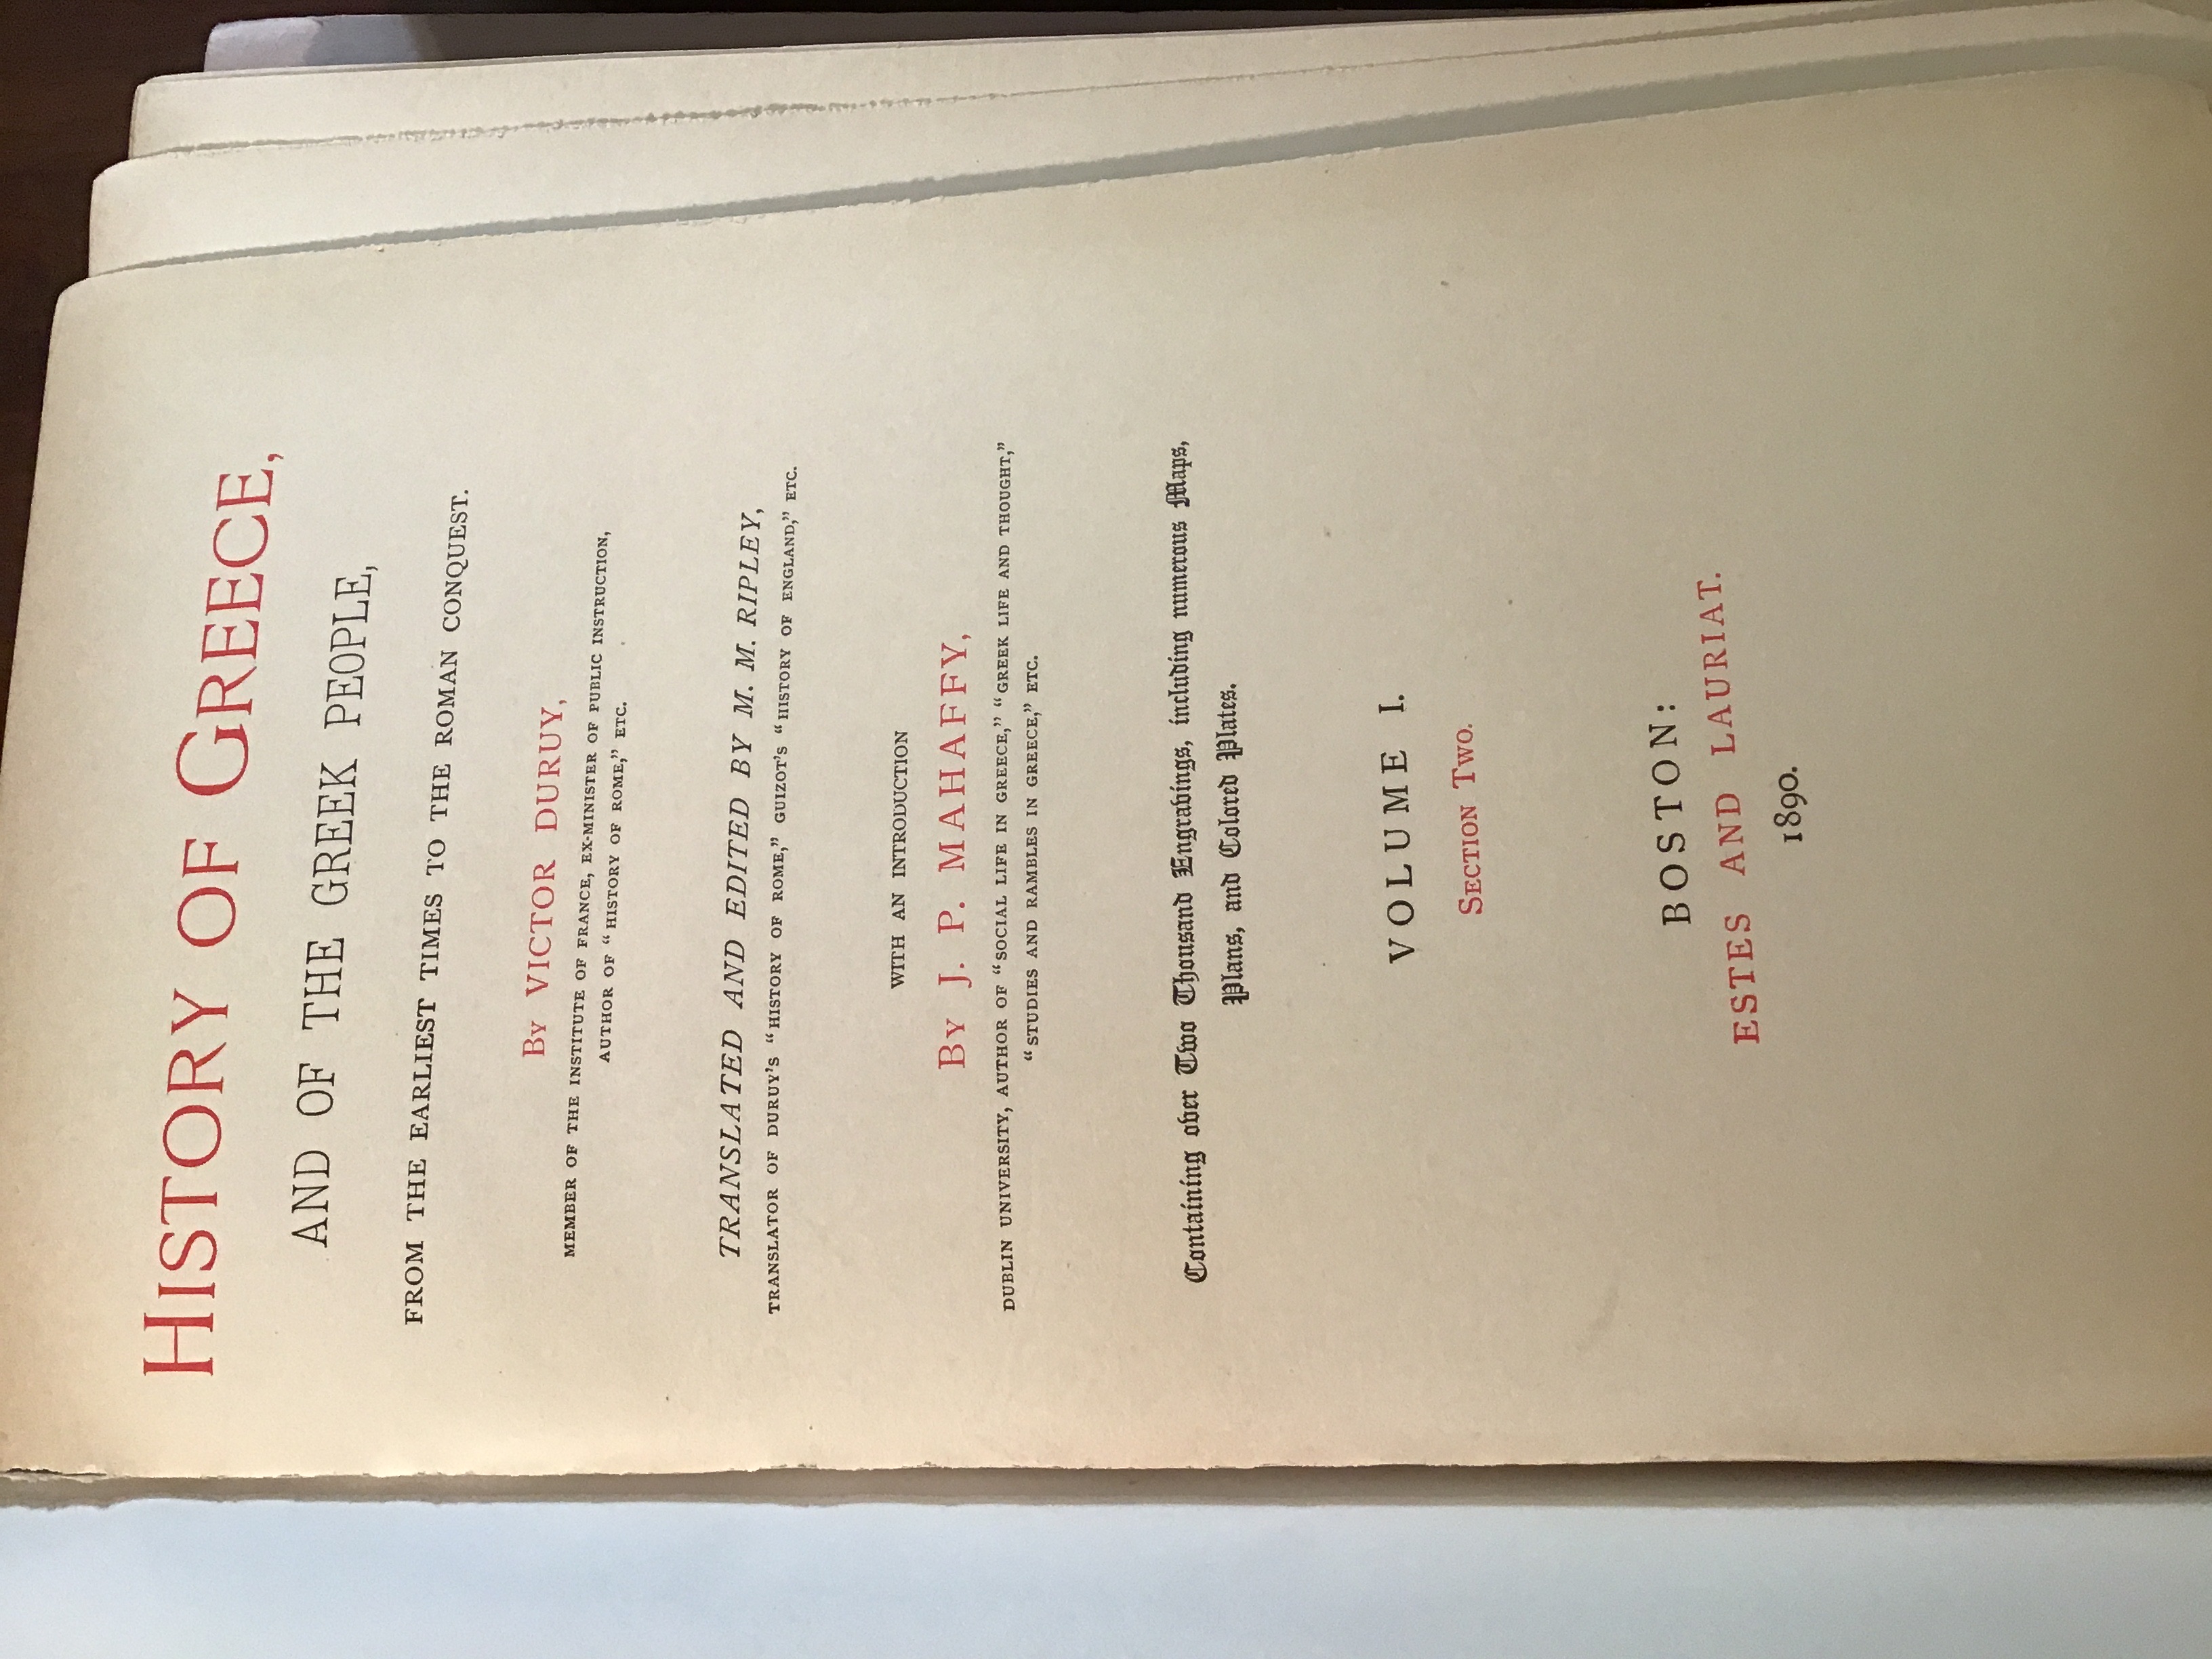 HISTORY OF GREECE,
AND OF THE GREEK PEOPLE,
FROM THE EARLIEST TIMES TO THE ROMAN CONQUEST.
By VICTOR DURUY,
MEMBER OF THE INSTITUTE OF FRANCE, EX-MINISTER OF PUBLIC INSTRUCTION,
AUTHOR OF “HISTORY OF ROME,” ETC.
TRANSLATED AND EDITED BY M. M. RIPLEY,
TRANSLATOR OF DURUY’S “HISTORY OF ROME,” GUIZOT’S “HISTORY OF ENGLAND,” ETC.
WITH AN INTRODUCTION
By J. P. MAHAFFY,
DUBLIN UNIVERSITY, AUTHOR OF “SOCIAL LIFE IN GREECE,” “GREEK LIFE AND THOUGHT,”
“STUDIES AND RAMBLES IN GREECE,” ETC.
Containing over Two Thousand Engravings, including numerous Maps,
Plans, and Colored Plates.
VOLUME I.
SECTION TWO.
BOSTON:
ESTES AND LAURIAT.
1890.